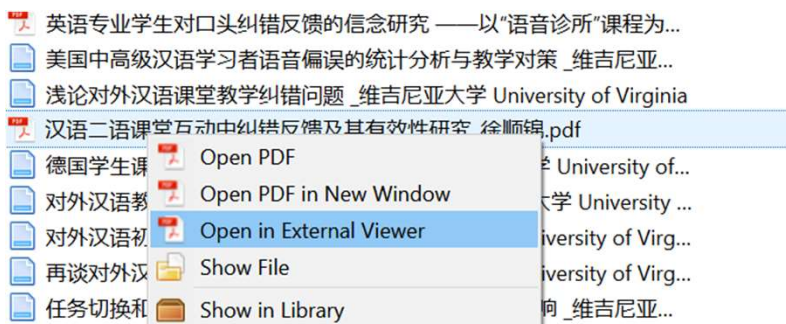 英语专业学生对口头纠错反馈的信念研究 ——以“语音诊所”课程为...
美国中高级汉语学习者语音偏误的统计分析与教学对策 _维吉尼亚...
浅论对外汉语课堂教学纠错问题 _维吉尼亚大学 University of Virginia
汉语二语课堂互动中纠错反馈及其有效性研究_徐顺锦.pdf
德国学生课
Open PDF
University of...
对外汉语教
Open PDF in New Window
大学 University ...
对外汉语初
Open in External Viewer
iversity of Virg...
再谈对外汉
Show File
iversity of Virg...
任务切换和
Show in Library
响 _维吉尼亚...